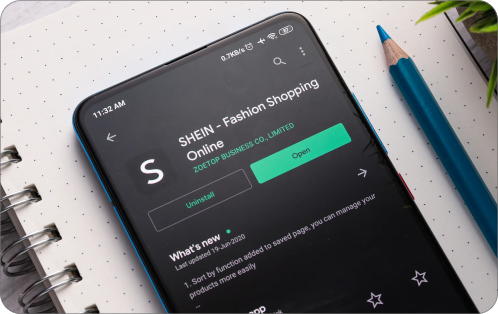 11:32 AM
0.7KB/s
S
SHEIN - Fashion Shopping
Online
ZOETOP BUSINESS CO., LIMITED
Uninstall
Open
What's new
Last updated 19-Jun-2020
1. Sort by function added to saved page, you can manage your
products more easily